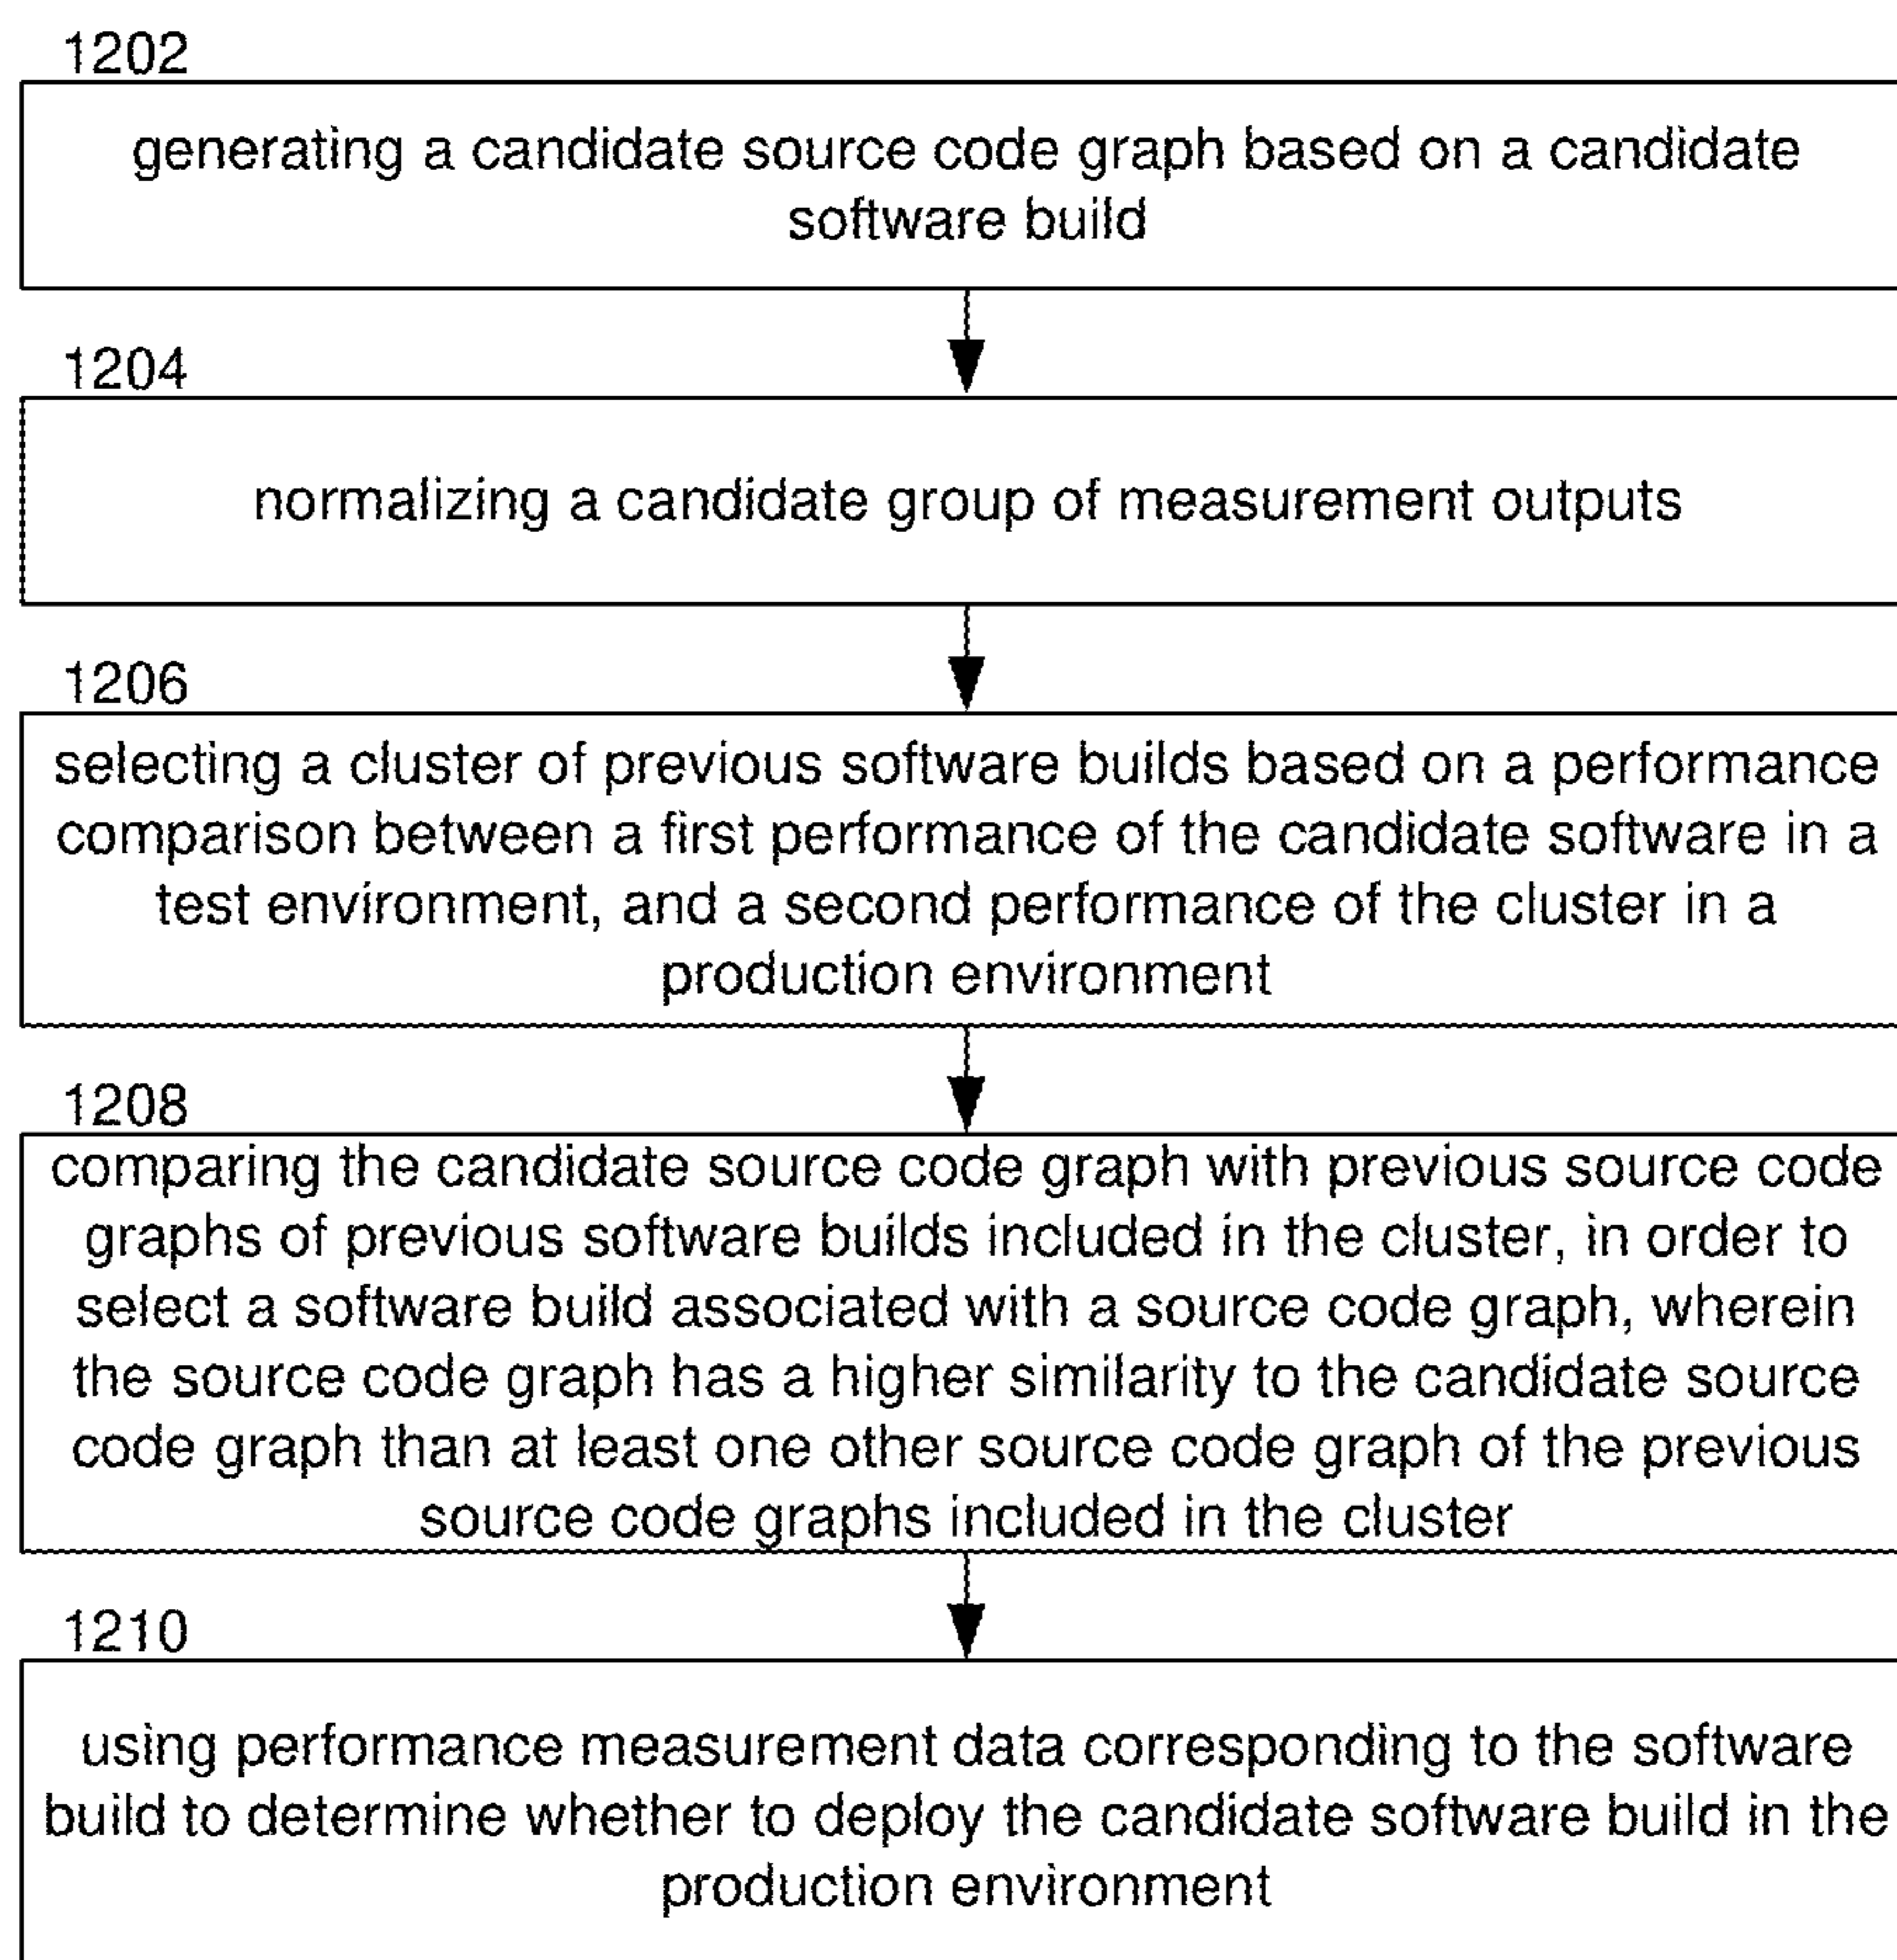 1202
generating a candidate source code graph based on a candidate
software build
1204
normalizing a candidate group of measurement outputs
1206
selecting a cluster of previous software builds based on a performance
comparison between a first performance of the candidate software in a
test environment, and a second performance of the cluster in a
production environment
1208
comparing the candidate source code graph with previous source code
graphs of previous software builds included in the cluster, in order to
select a software build associated with a source code graph, wherein
the source code graph has a higher similarity to the candidate source
code graph than at least one other source code graph of the previous
source code graphs included in the cluster
1210
using performance measurement data corresponding to the software
build to determine whether to deploy the candidate software build in the
production environment